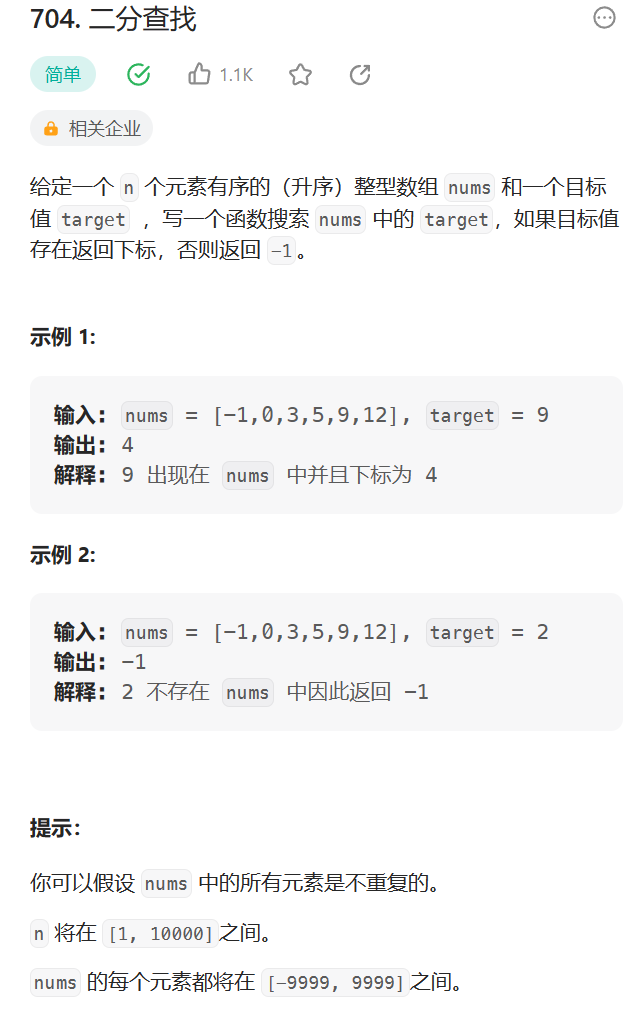 704. 二分查找
简单 1.1K
相关企业
给定一个 n 个元素有序的（升序）整型数组 nums 和一个目标
值 target ，写一个函数搜索 nums 中的 target，如果目标值
存在返回下标，否则返回 -1。
示例 1:
输入: nums = [-1,0,3,5,9,12], target = 9
输出: 4
解释: 9 出现在 nums 中并且下标为 4
示例 2:
输入: nums = [-1,0,3,5,9,12], target = 2
输出: -1
解释: 2 不存在 nums 中因此返回 -1
提示：
你可以假设 nums 中的所有元素是不重复的。
n 将在 [1, 10000]之间。
nums 的每个元素都将在 [-9999, 9999]之间。